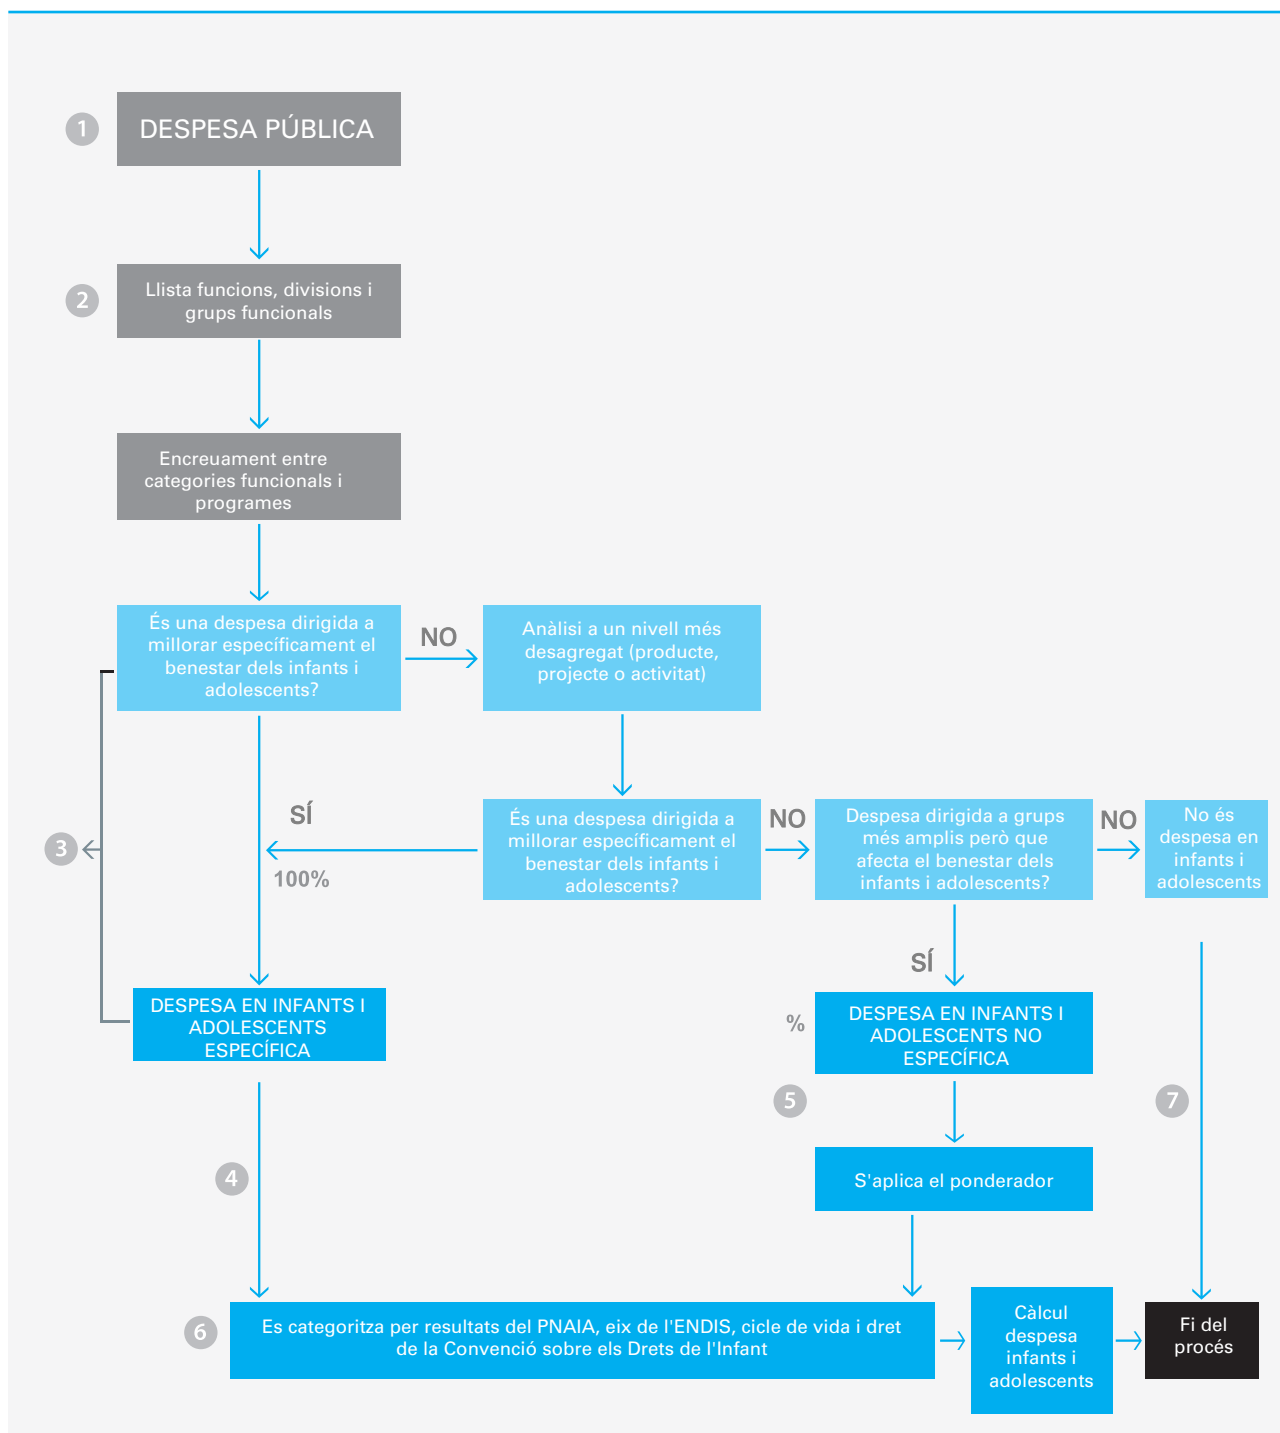 1
DESPESA PÚBLICA
2
Llista funcions, divisions i
grups funcionals
Encreuament entre
categories funcionals i
programes
És una despesa dirigida a
millorar específicament el
benestar dels infants i
adolescents?
NO
Anàlisi a un nivell més
desagregat (producte,
projecte o activitat)
3
SÍ
100%
És una despesa dirigida a
millorar específicament el
benestar dels infants i
adolescents?
NO
Despesa dirigida a grups
més amplis però que
afecta el benestar dels
infants i adolescents?
NO
No és
despesa en
infants i
adolescents
SÍ
DESPESA EN INFANTS I
ADOLESCENTS
ESPECÍFICA
%
DESPESA EN INFANTS I
ADOLESCENTS NO
ESPECÍFICA
5
7
4
S'aplica el ponderador
6
Es categoritza per resultats del PNAIA, eix de l'ENDIS, cicle de vida i dret
de la Convenció sobre els Drets de l'Infant
Càlcul
despesa
infants i
adolescents
Fi del
procés